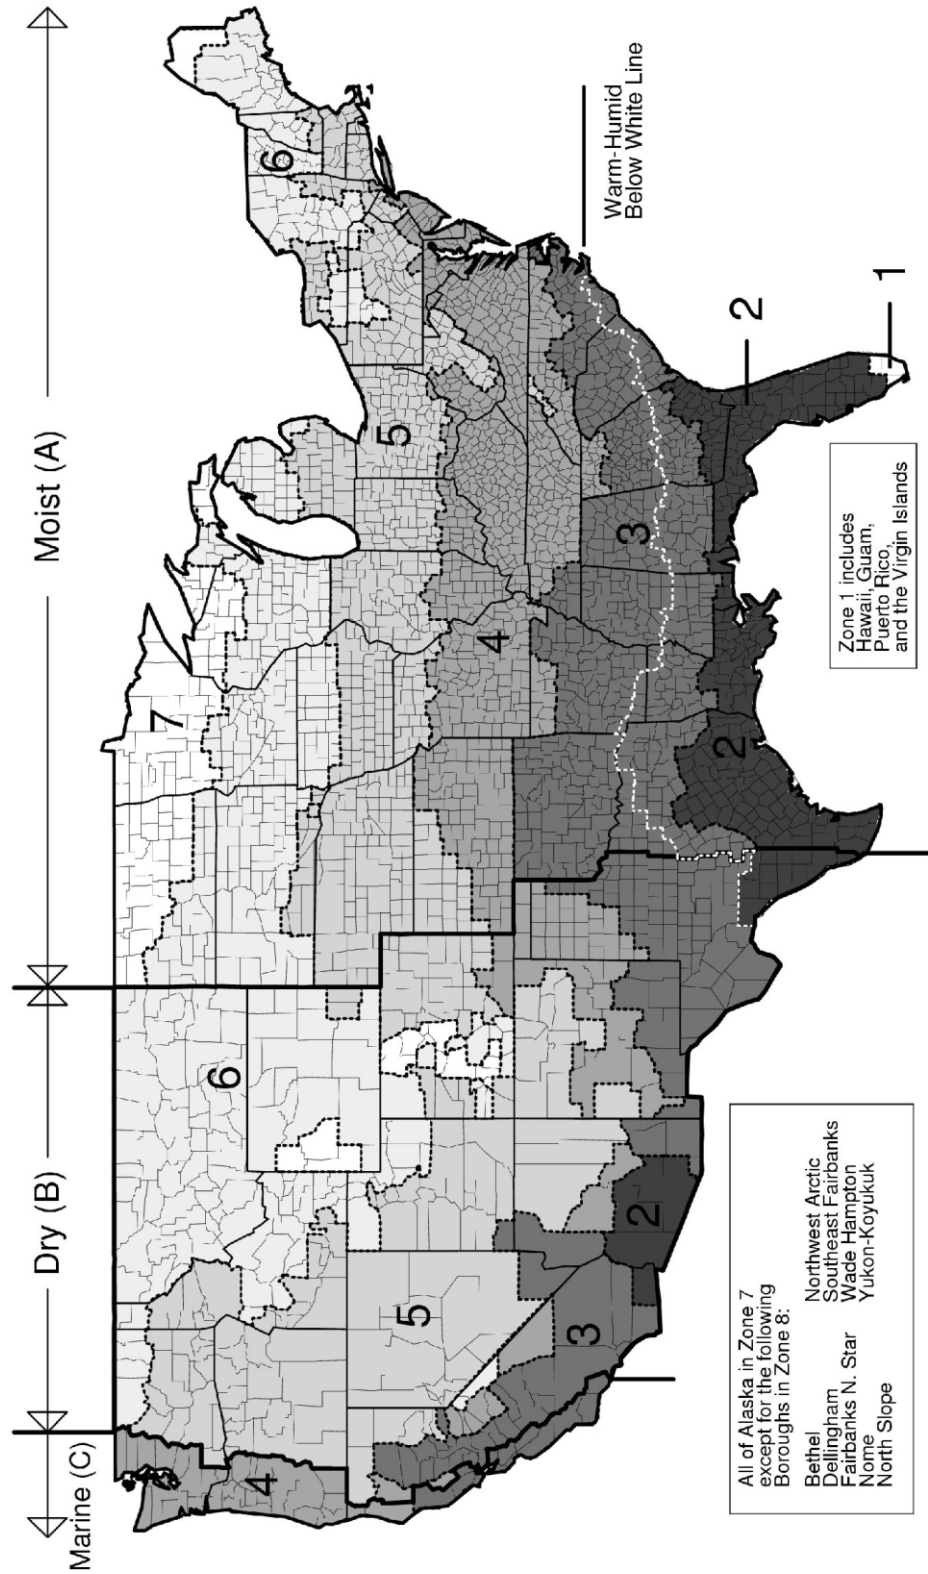 Marine (C)
Dry (B)
Moist (A)
7
6
6
6
5
5
4
4
3
3
2
2
2
1
Warm-Humid
Below White Line
All of Alaska in Zone 7
except for the following
Boroughs in Zone 8:
Bethel
Dellingham
Fairbanks N. Star
Nome
North Slope
Northwest Arctic
Southeast Fairbanks
Wade Hampton
Yukon-Koyukuk
Zone 1 includes
Hawaii, Guam,
Puerto Rico,
and the Virgin Islands